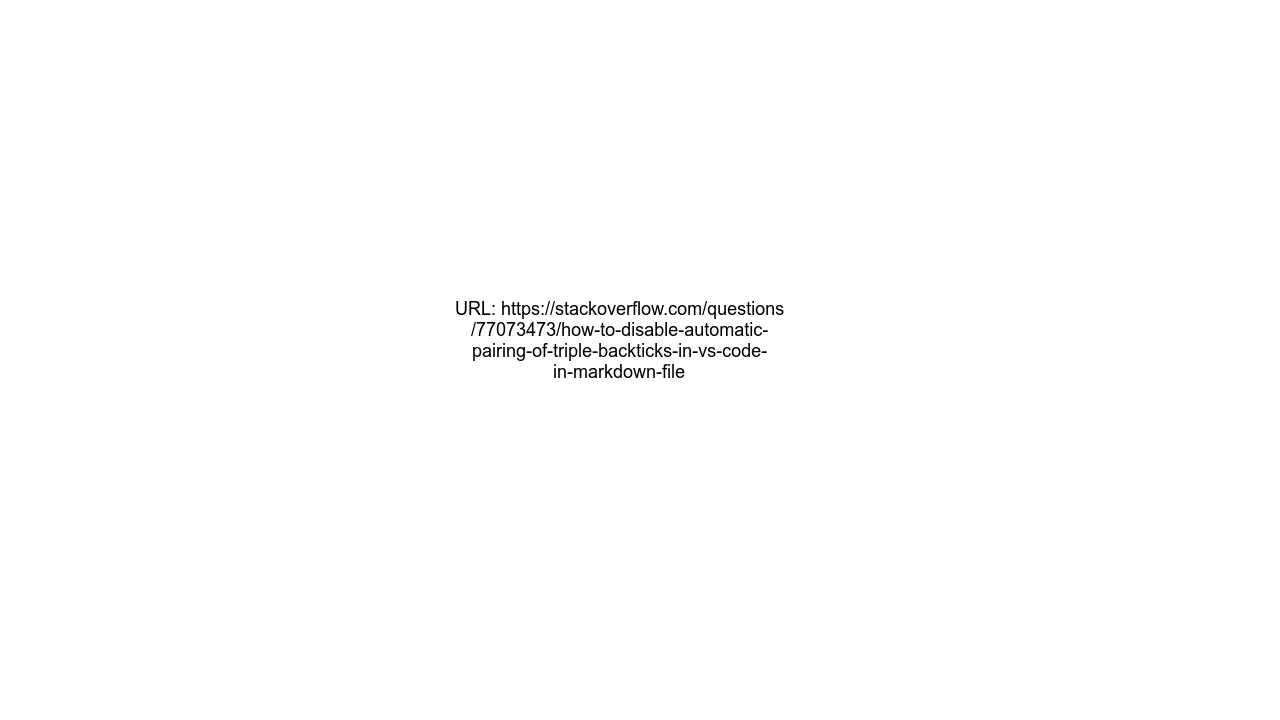 URL: https://stackoverflow.com/questions
/77073473/how-to-disable-automatic-
pairing-of-triple-backticks-in-vs-code-
in-markdown-file